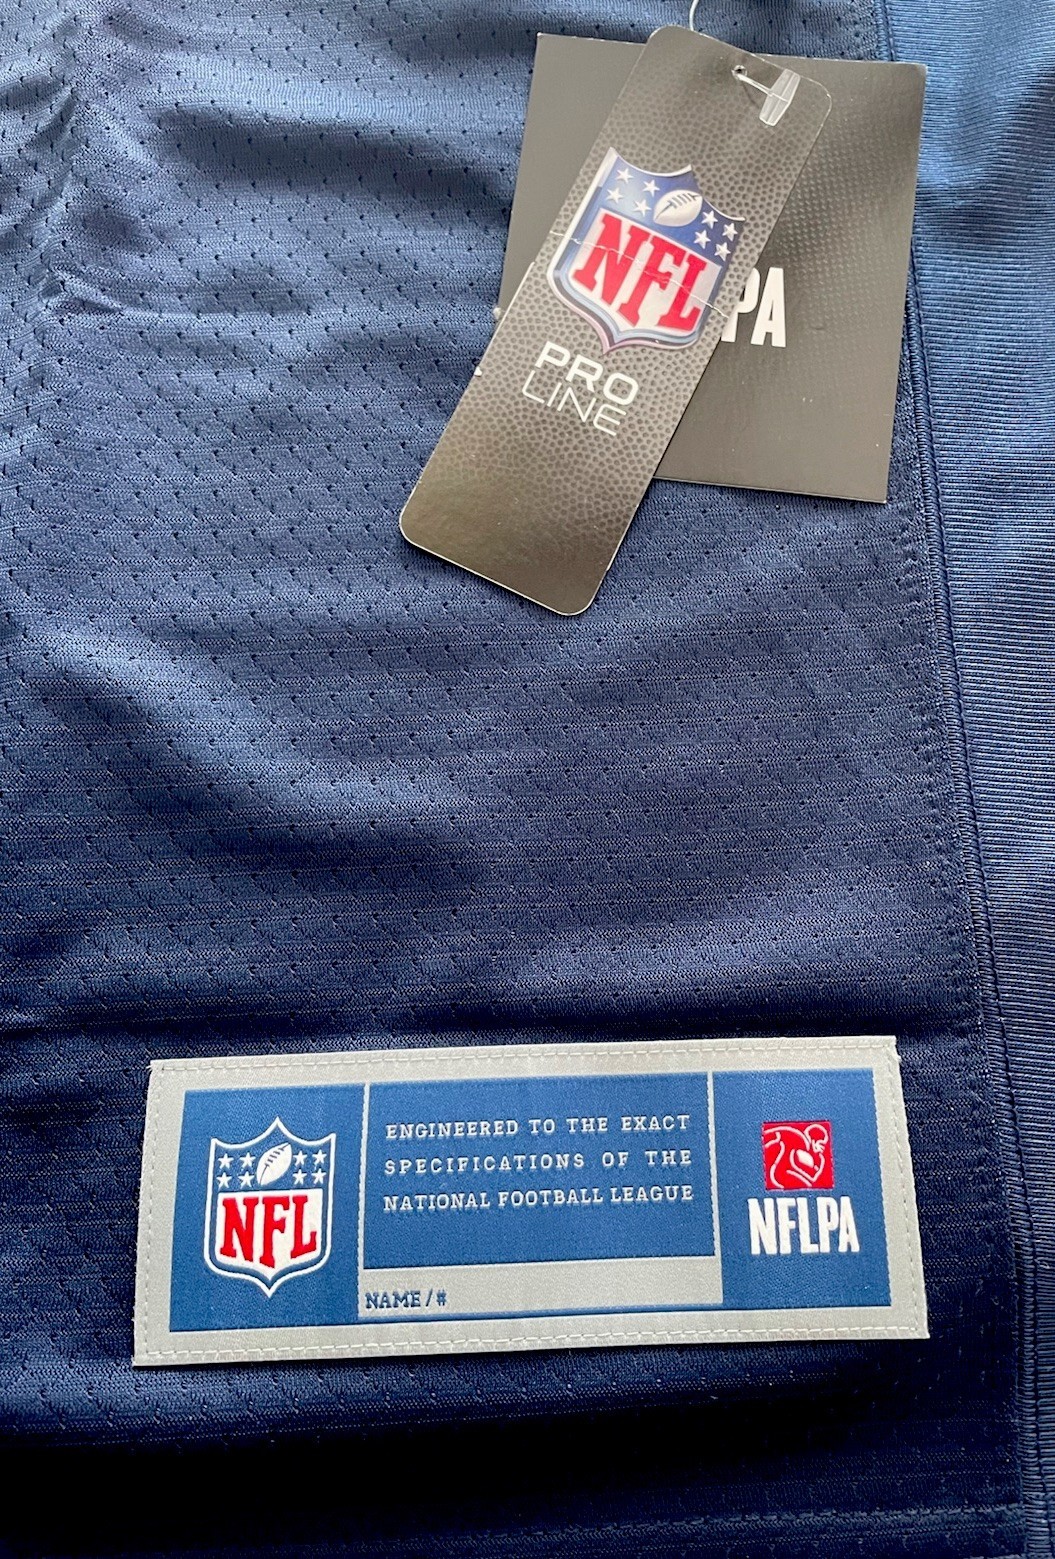 NFL
PRO
LINE
PA
ENGINEERED TO THE EXACT
SPECIFICATIONS OF THE
NATIONAL FOOTBALL LEAGUE
NFL
NFLPA
NAME / #